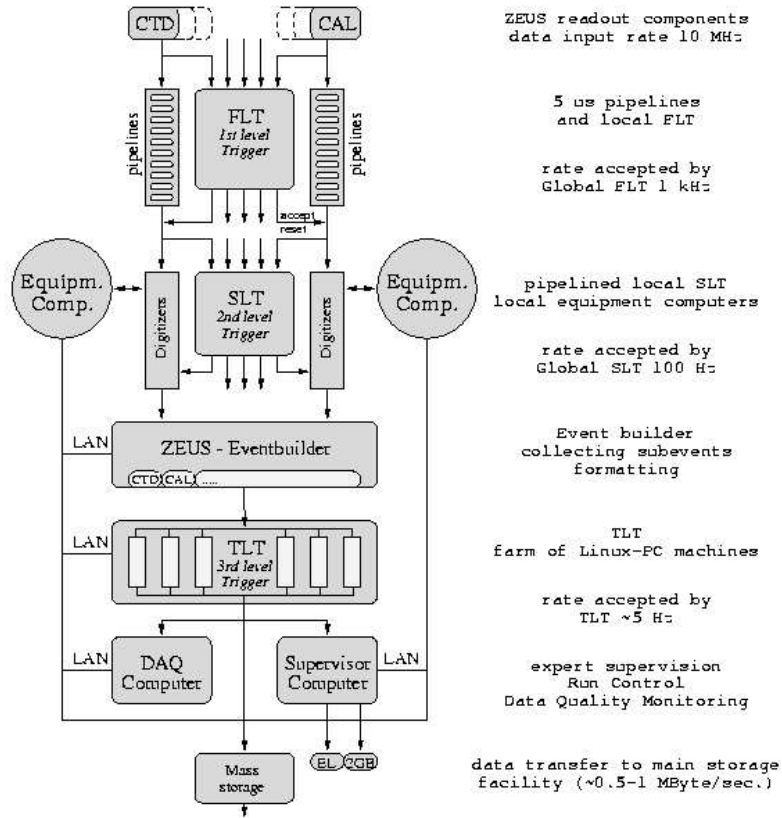 CTD
CAL
ZEUS readout components
data input rate 10 MHz
pipelines
FLT
1st level
Trigger
pipelines
5 us pipelines
and local FLT
rate accepted by
Global FLT 1 kHz
accept
reset
Equipm.
Comp.
Digitizers
SLT
2nd level
Trigger
Digitizers
Equipm.
Comp.
pipelined local SLT
local equipment computers
rate accepted by
Global SLT 100 Hz
LAN
ZEUS - Eventbuilder
CTD CAL .....
Event builder
collecting subevents
formatting
LAN
TLT
3rd level
Trigger
TLT
farm of Linux-PC machines
rate accepted by
TLT ~5 Hz
LAN
DAQ
Computer
Supervisor
Computer
LAN
expert supervision
Run Control
Data Quality Monitoring
BL
2GB
Mass
storage
data transfer to main storage
facility (~0.5-1 MByte/sec.)